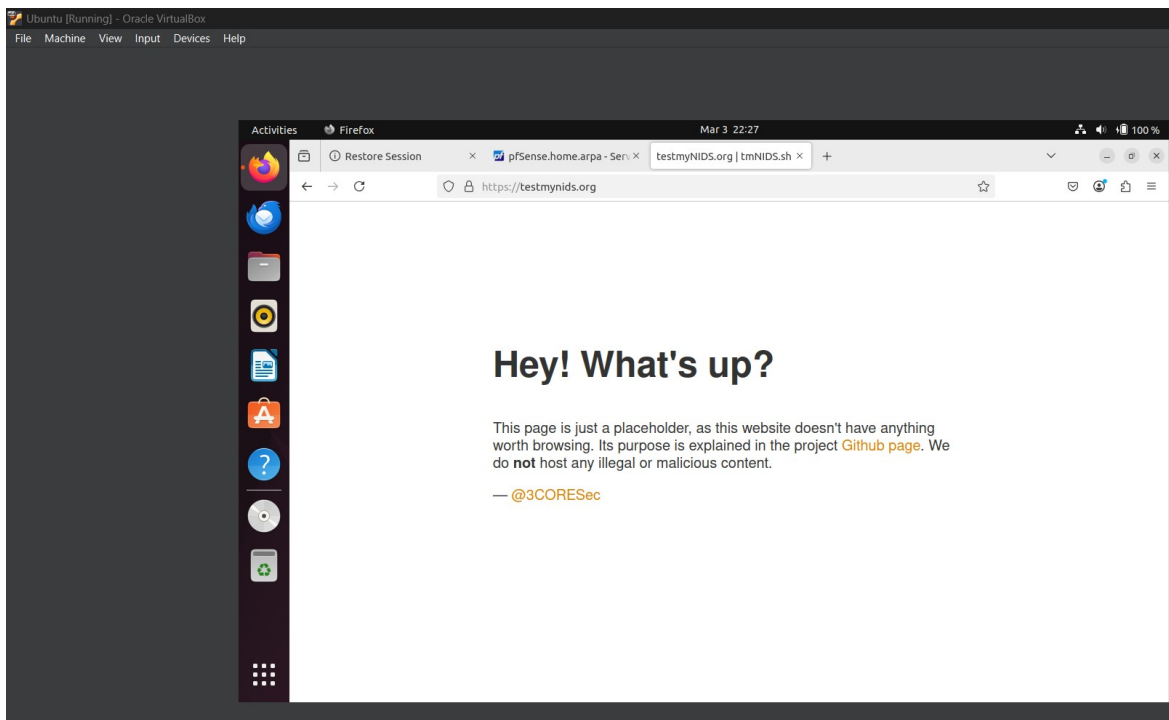 Ubuntu [Running] - Oracle VirtualBox
File Machine View Input Devices Help
Activities Firefox Mar 3 22:27 100 %
Restore Session pfSense.home.arpa - Serv testmyNIDS.org | tmNIDS.sh
https://testmynids.org
Hey! What's up?
This page is just a placeholder, as this website doesn't have anything
worth browsing. Its purpose is explained in the project Github page. We
do not host any illegal or malicious content.
— @3CORESec